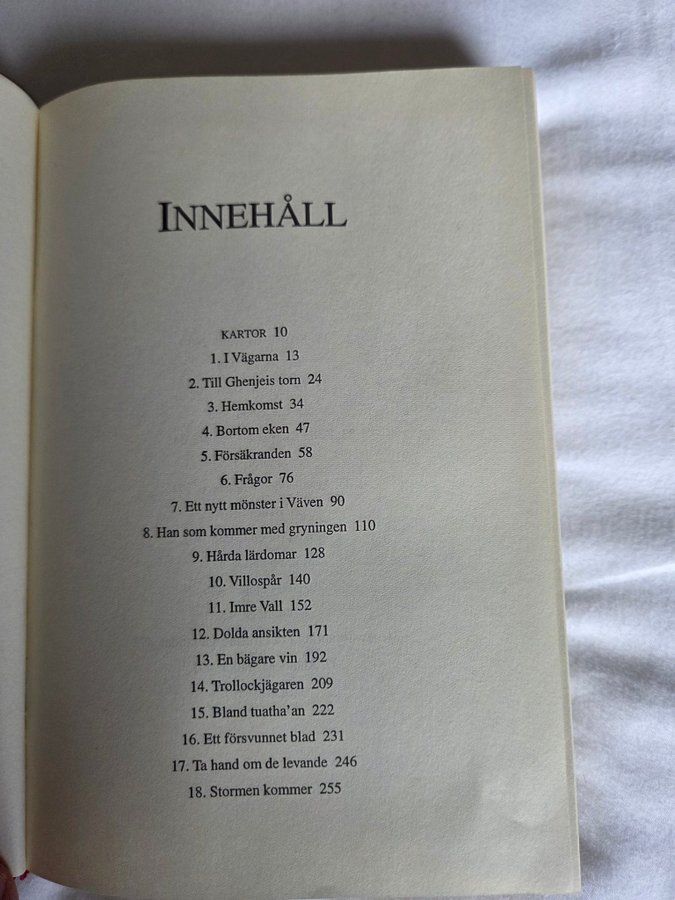 INNEHÅLL
KARTOR 10
1. I Vägarna 13
2. Till Ghenjeis torn 24
3. Hemkomst 34
4. Bortom eken 47
5. Försäkranden 58
6. Frågor 76
7. Ett nytt mönster i Väven 90
8. Han som kommer med gryningen 110
9. Hårda lärdomar 128
10. Villospår 140
11. Imre Vall 152
12. Dolda ansikten 171
13. En bägare vin 192
14. Trollockjägaren 209
15. Bland tuatha'an 222
16. Ett försvunnet blad 231
17. Ta hand om de levande 246
18. Stormen kommer 255